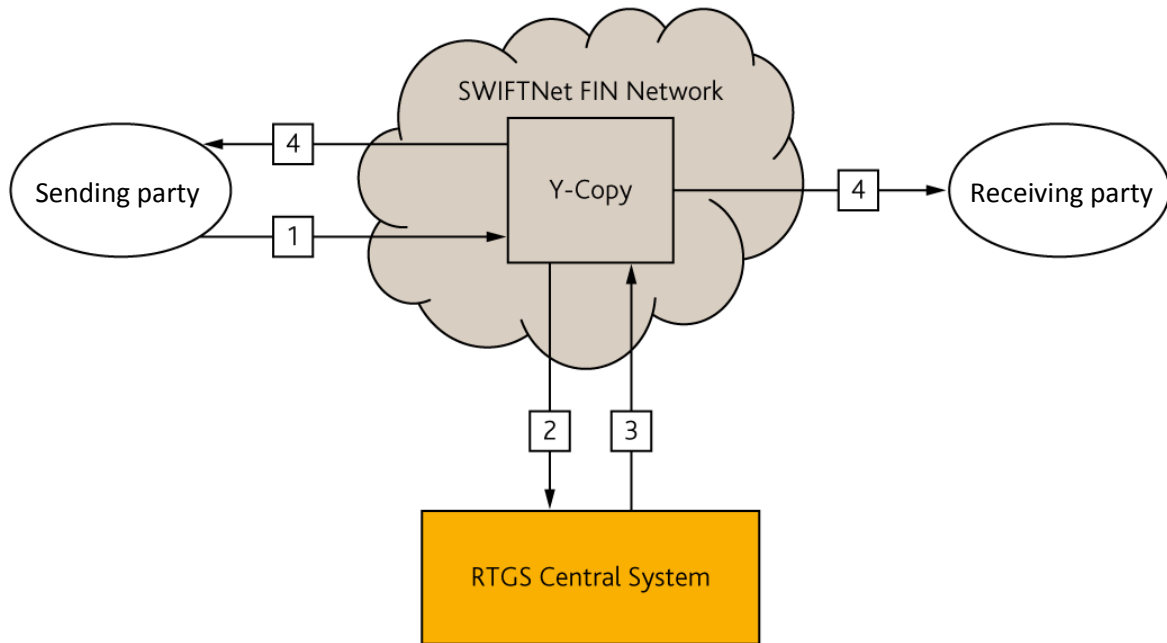 SWIFTNet FIN Network
4
Sending party
Y-Copy
4
Receiving party
1
2
3
RTGS Central System